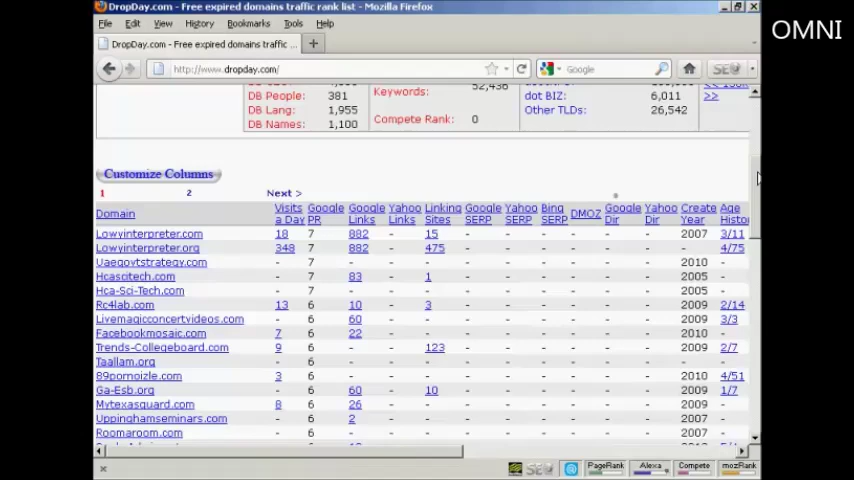 DropDay.com - Free expired domains traffic rank list - Mozilla Firefox
OMNI
File Edit View History Bookmarks Tools Help
DropDay.com - Free expired domains traffic ... +
http://www.dropday.com/ Google SEO
DB People: 381 Keywords: 52,436 dot BIZ: 6,011 >>
DB Lang: 1,955 Other TLDs: 26,542
DB Names: 1,100 Compete Rank: 0
Customize Columns
1 2 Next >
Domain Visits a Day Google PR Google Links Yahoo Links Linking Sites Google SERP Yahoo SERP Bing SERP DMOZ Google Dir Yahoo Dir Create Year Age Histo
Lowyinterpreter.com 18 7 882 - 15 - - - - - - 2007 3/11
Lowyinterpreter.org 348 7 882 - 475 - - - - - - - 4/75
Uaegovtstrategy.com - 7 - - - - - - - - - 2010 -
Hcascitech.com - 7 83 - 1 - - - - - - 2005 -
Hca-Sci-Tech.com - 7 - - - - - - - - - 2005 -
Rc4lab.com 13 6 10 - 3 - - - - - - 2009 2/14
Livemagicconcertvideos.com - 6 60 - - - - - - - - 2009 3/3
Facebookmosaic.com 7 6 22 - - - - - - - - 2010 -
Trends-Collegeboard.com 9 6 - - 123 - - - - - - 2009 2/7
Taallam.org - 6 - - - - - - - - - - -
89pornoizle.com 3 6 - - - - - - - - - 2010 4/51
Ga-Esb.org - 6 60 - 10 - - - - - - 2009 1/7
Mytexasguard.com 8 6 26 - - - - - - - - 2009 -
Uppinghamseminars.com - 6 2 - - - - - - - - 2007 -
Roomaroom.com - 6 - - - - - - - - - 2009 -
SEO @ PageRank Alexa Compete mozRank